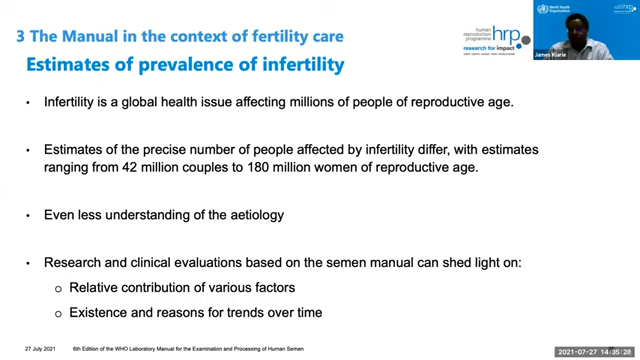 3 The Manual in the context of fertility care
Estimates of prevalence of infertility
human
reproduction
programme
hrp
research for impact
World Health
Organization
hrp
James Kiarie
• Infertility is a global health issue affecting millions of people of reproductive age.
• Estimates of the precise number of people affected by infertility differ, with estimates
ranging from 42 million couples to 180 million women of reproductive age.
• Even less understanding of the aetiology
• Research and clinical evaluations based on the semen manual can shed light on:
o Relative contribution of various factors
o Existence and reasons for trends over time
27 July 2021 6th Edition of the WHO Laboratory Manual for the Examination and Processing of Human Semen
2021-07-27 14:35:28